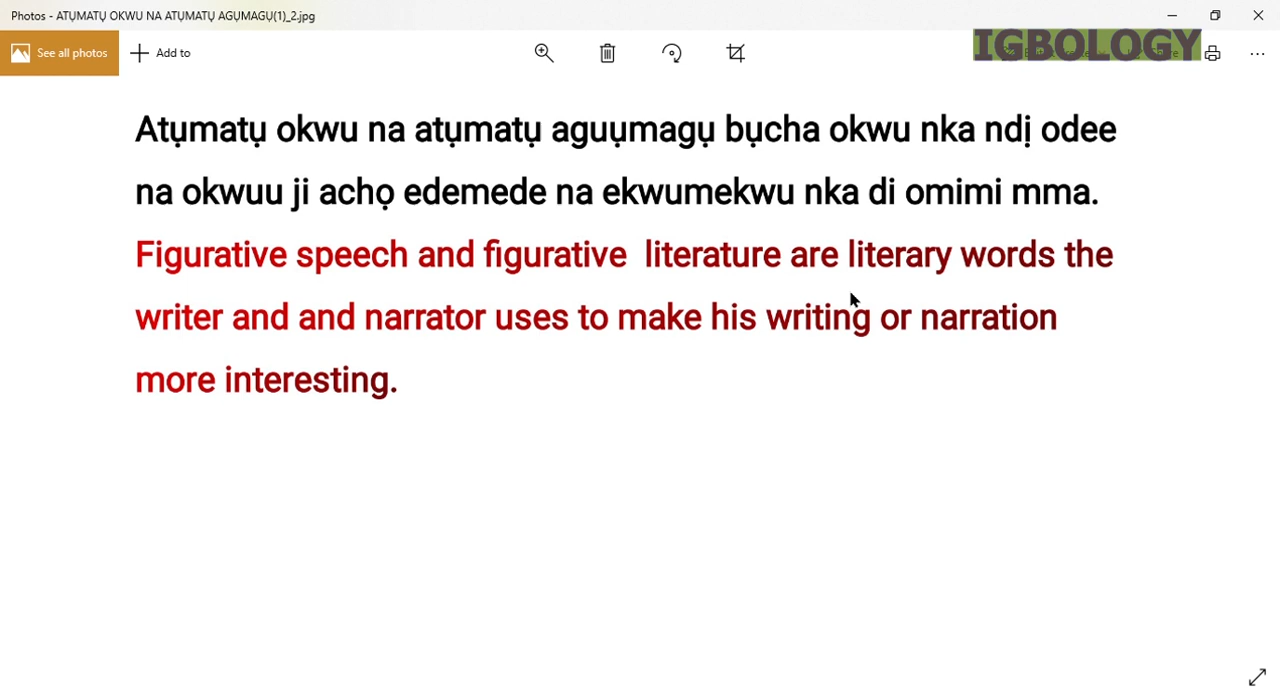 Photos - ATỤMATỤ OKWU NA ATỤMATỤ AGỤMAGỤ(1)_2.jpg
See all photos
Add to
IGBOLOGY
Atụmatụ okwu na atụmatụ aguụmagụ bụcha okwu nka ndị odee
na okwuu ji achọ edemede na ekwumekwu nka di omimi mma.
Figurative speech and figurative literature are literary words the
writer and and narrator uses to make his writing or narration
more interesting.